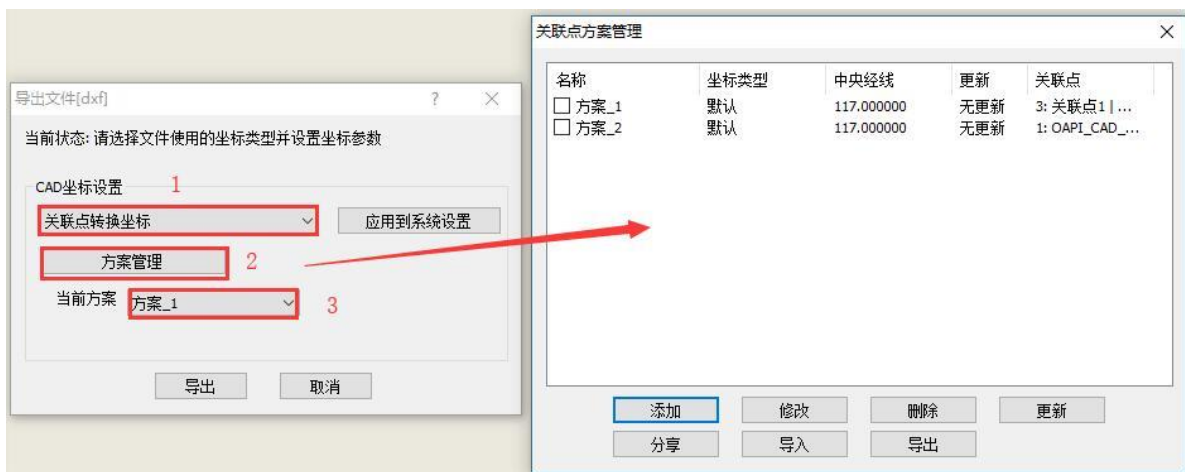 导出文件[dxf]
当前状态: 请选择文件使用的坐标类型并设置坐标参数
CAD坐标设置 1
关联点转换坐标 应用到系统设置
方案管理 2
当前方案 方案_1 3
导出 取消
关联点方案管理
名称 坐标类型 中央经线 更新 关联点
方案_1 默认 117.000000 无更新 3: 关联点1 | ...
方案_2 默认 117.000000 无更新 1: OAPI_CAD_...
添加 修改 删除 更新
分享 导入 导出